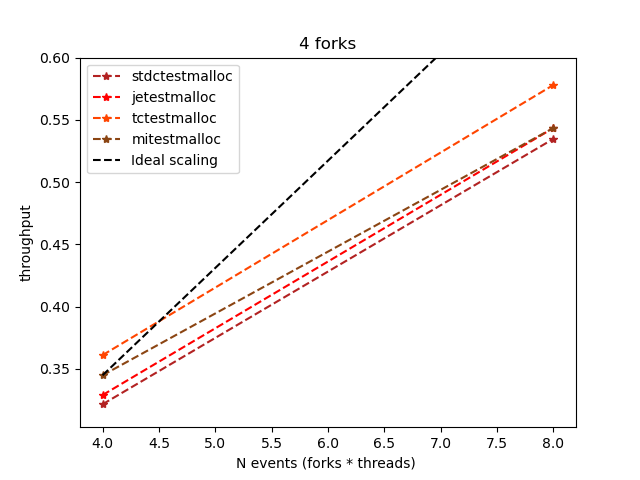 4 forks
stdctestmalloc
jetestmalloc
tctestmalloc
mitestmalloc
Ideal scaling
throughput
0.60
0.55
0.50
0.45
0.40
0.35
4.0 4.5 5.0 5.5 6.0 6.5 7.0 7.5 8.0
N events (forks * threads)